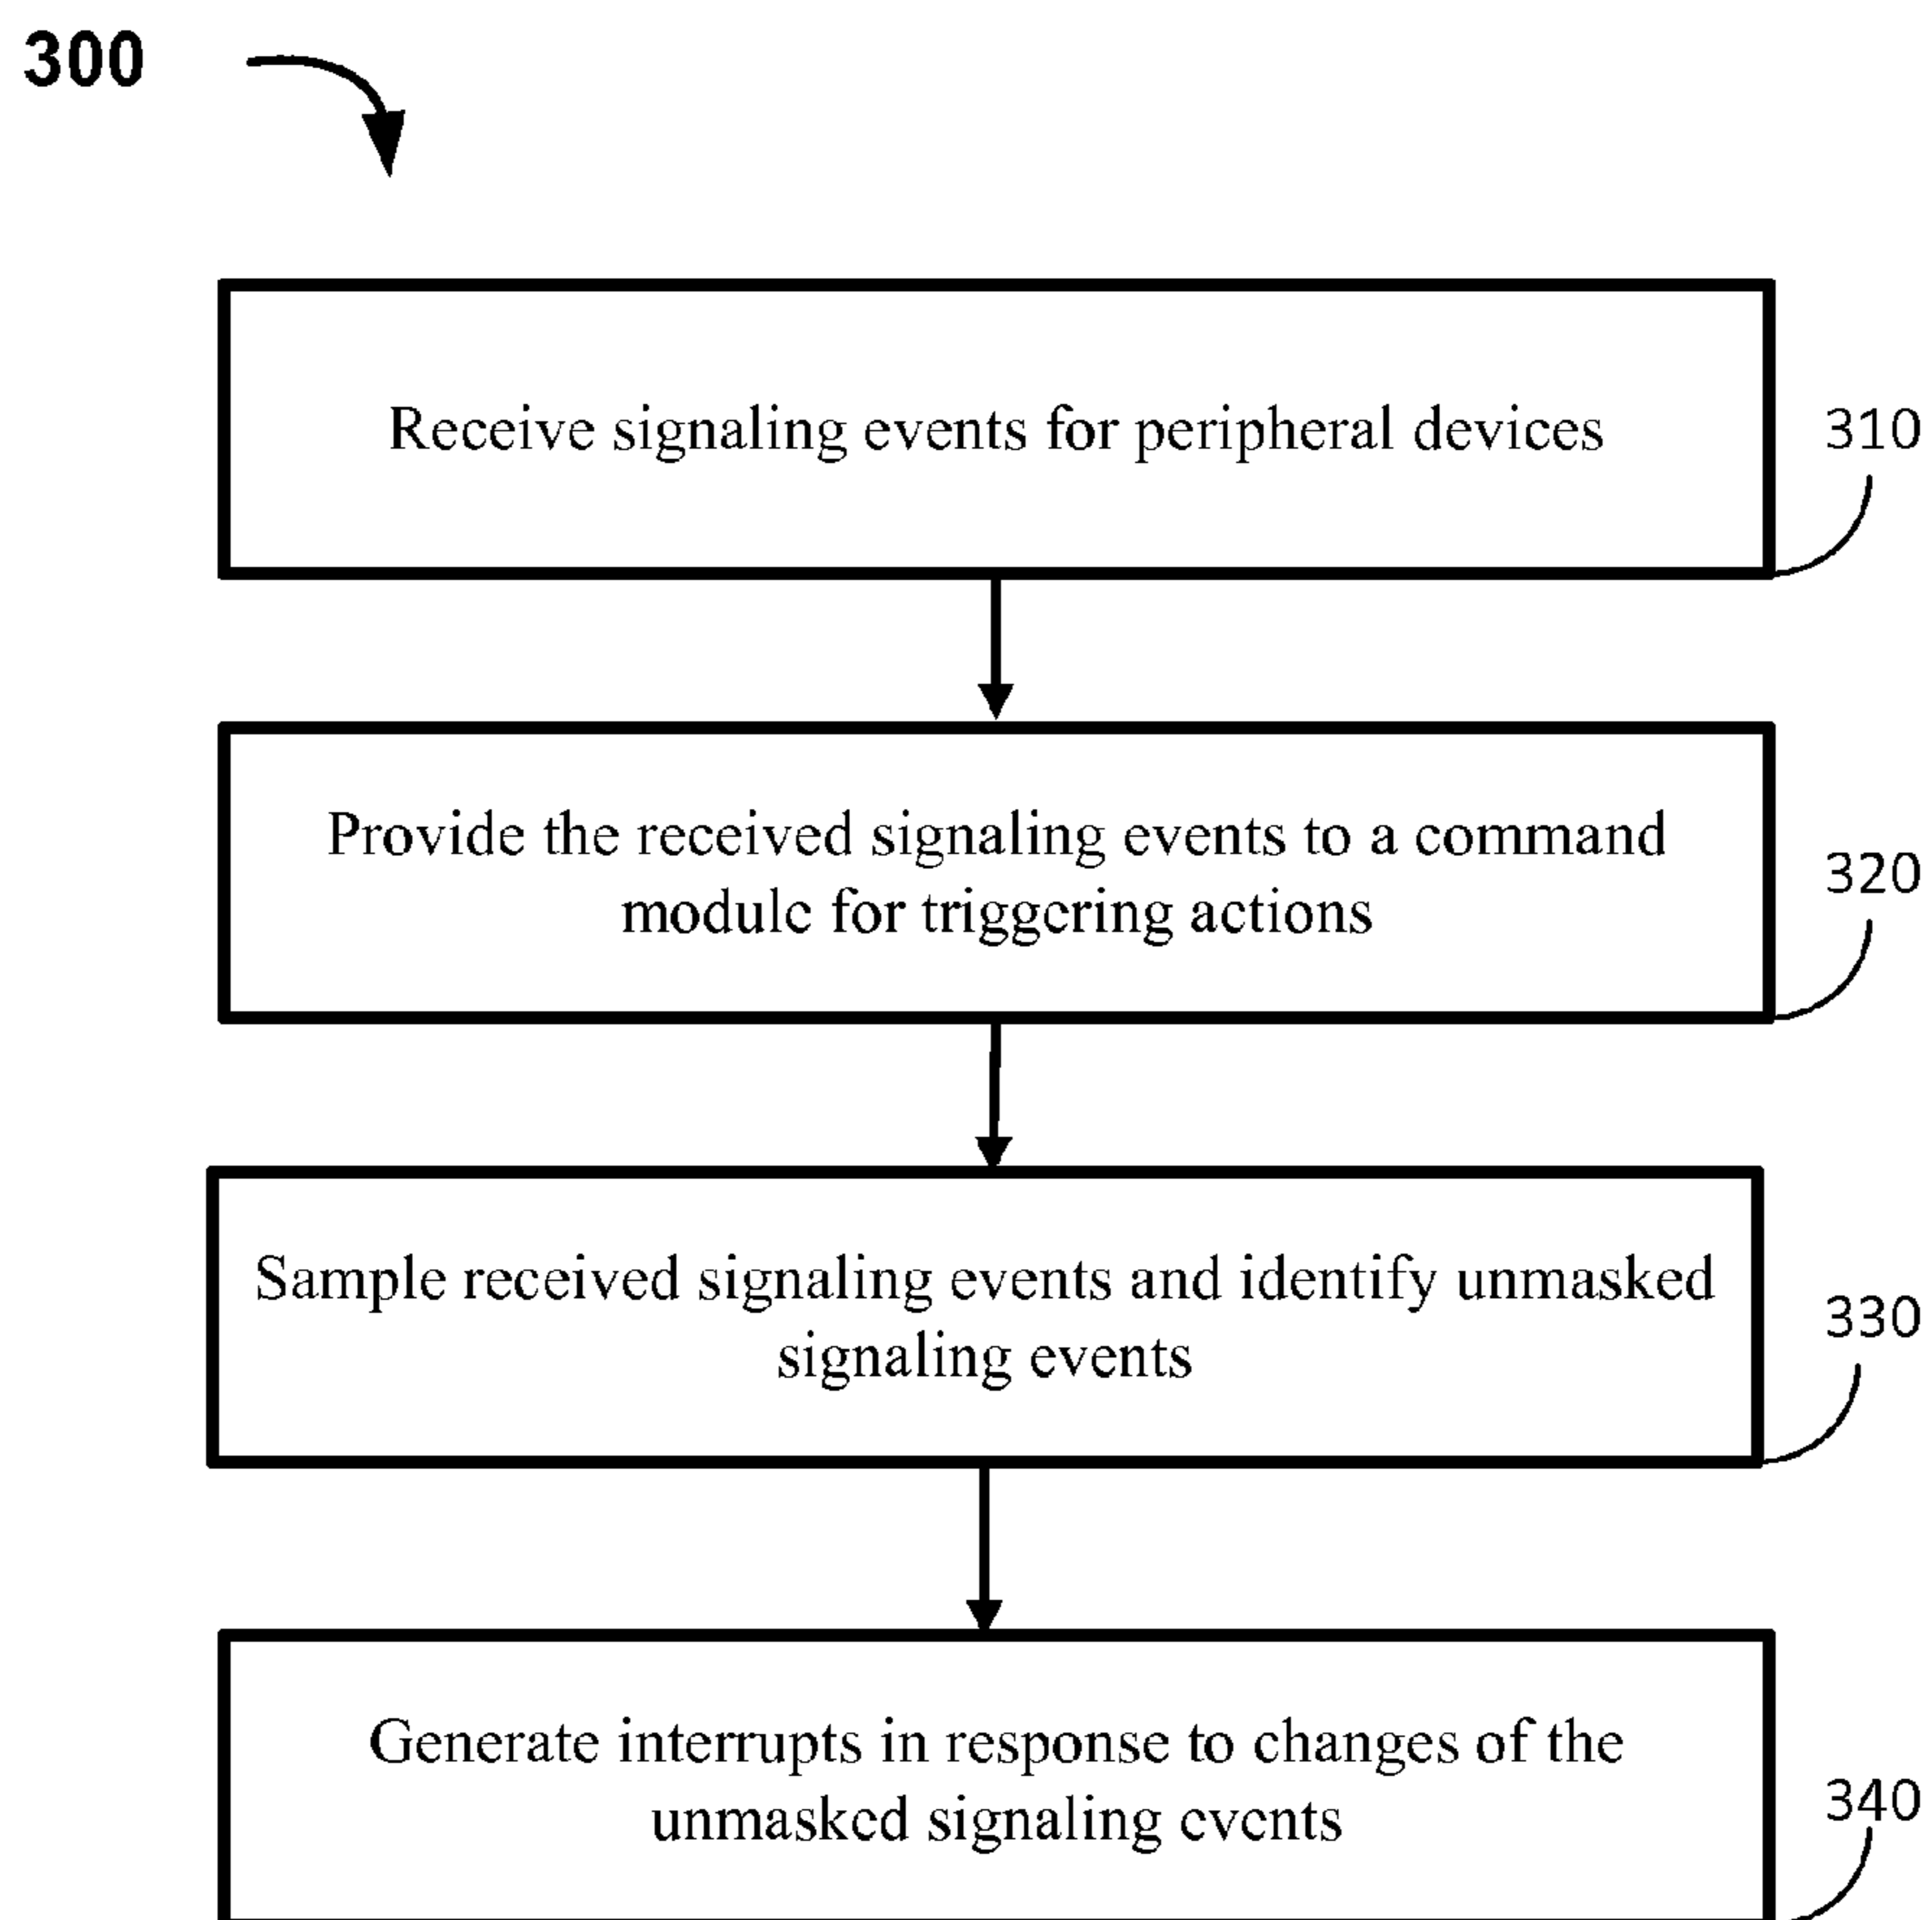 300
Receive signaling events for peripheral devices
310
Provide the received signaling events to a command
module for triggering actions
320
Sample received signaling events and identify unmasked
signaling events
330
Generate interrupts in response to changes of the
unmasked signaling events
340